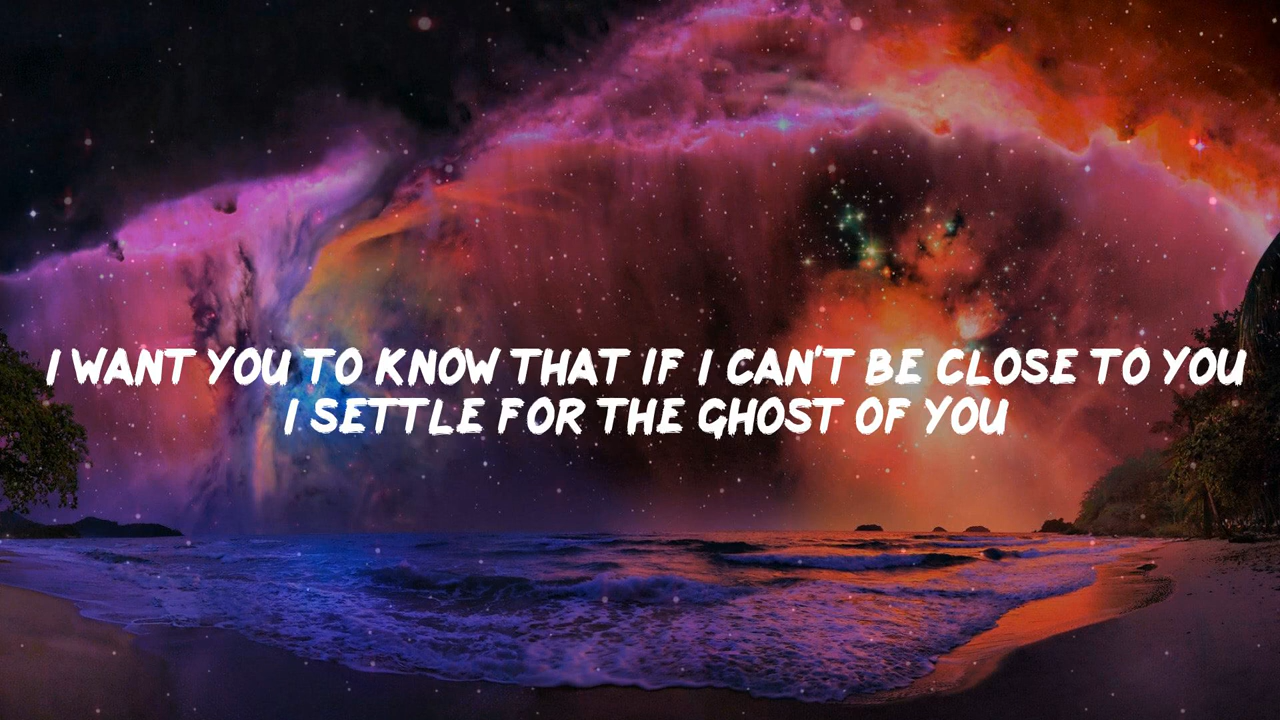 I WANT YOU TO KNOW THAT IF I CAN'T BE CLOSE TO YOU
I SETTLE FOR THE GHOST OF YOU